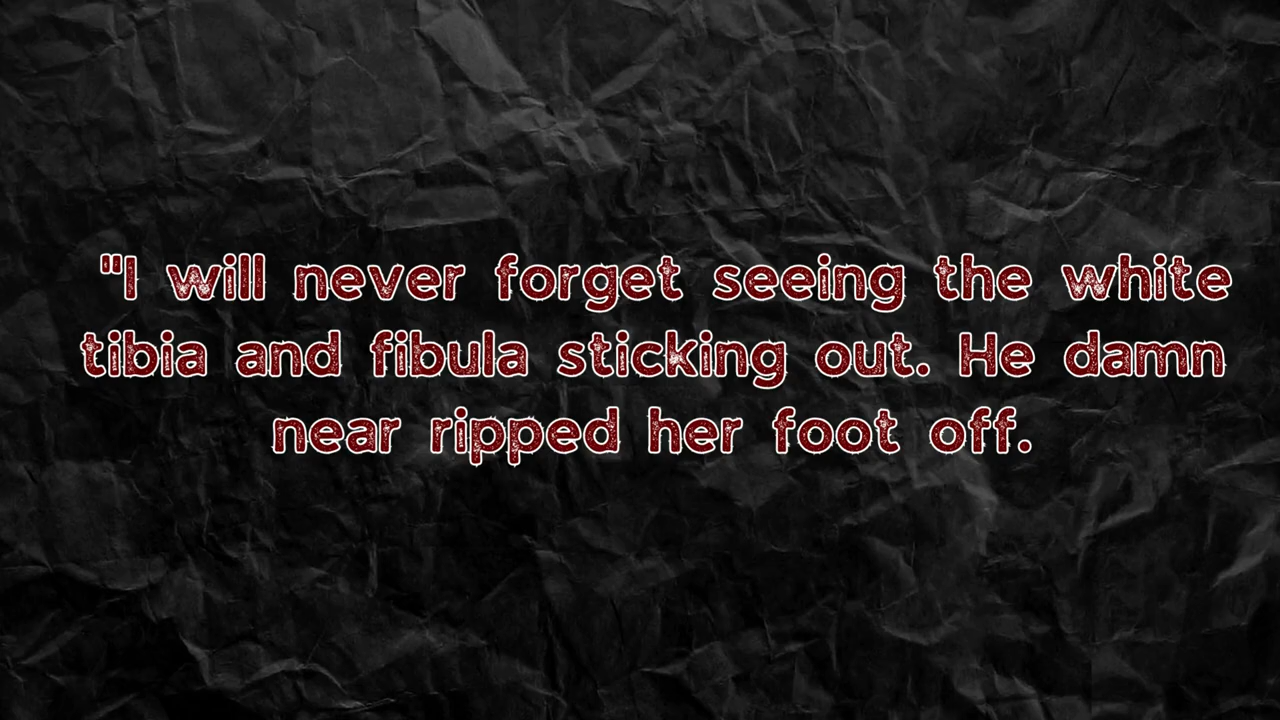 "I will never forget seeing the white
tibia and fibula sticking out. He damn
near ripped her foot off.